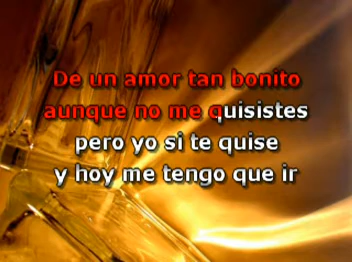 De un amor tan bonito
aunque no me quisistes
pero yo si te quise
y hoy me tengo que ir